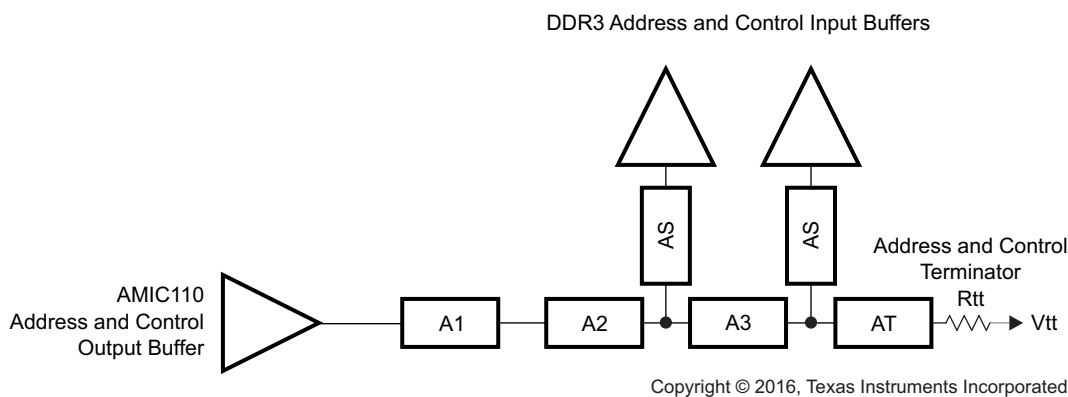 DDR3 Address and Control Input Buffers
AS
AS
Address and Control
Terminator
Rtt
AMIC110
Address and Control
Output Buffer
A1
A2
A3
AT
Vtt
Copyright © 2016, Texas Instruments Incorporated